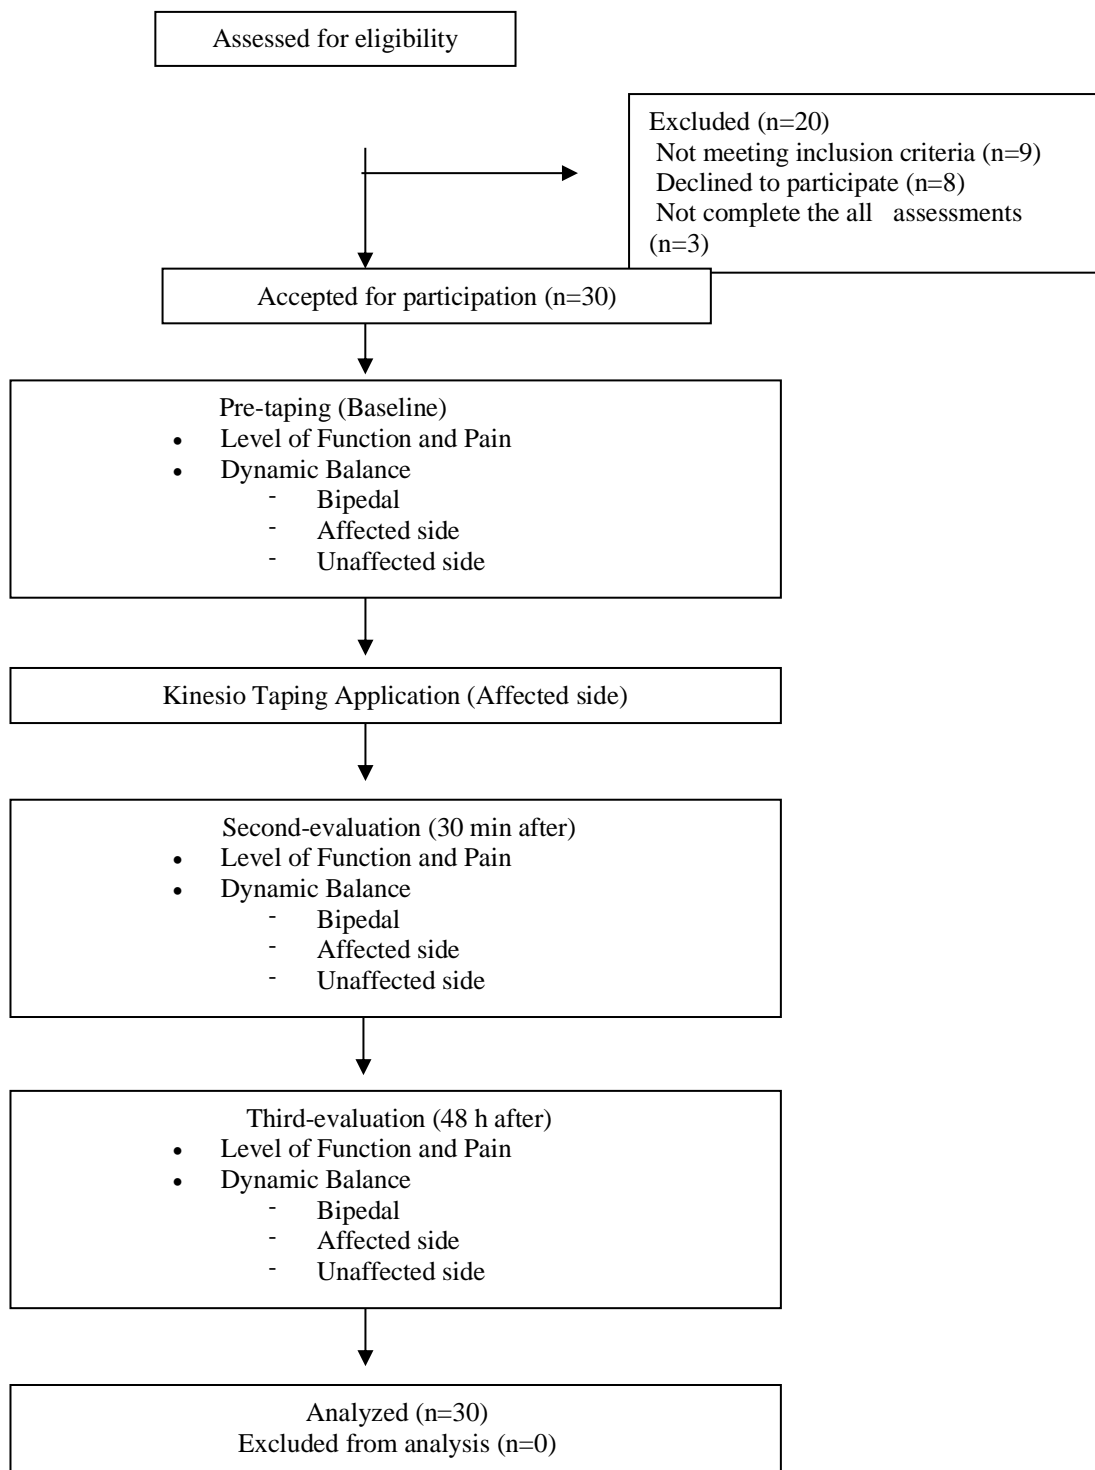 Assessed for eligibility
Excluded (n=20)
Not meeting inclusion criteria (n=9)
Declined to participate (n=8)
Not complete the all assessments
(n=3)
Accepted for participation (n=30)
Pre-taping (Baseline)
• Level of Function and Pain
• Dynamic Balance
- Bipedal
- Affected side
- Unaffected side
Kinesio Taping Application (Affected side)
Second-evaluation (30 min after)
• Level of Function and Pain
• Dynamic Balance
- Bipedal
- Affected side
- Unaffected side
Third-evaluation (48 h after)
• Level of Function and Pain
• Dynamic Balance
- Bipedal
- Affected side
- Unaffected side
Analyzed (n=30)
Excluded from analysis (n=0)